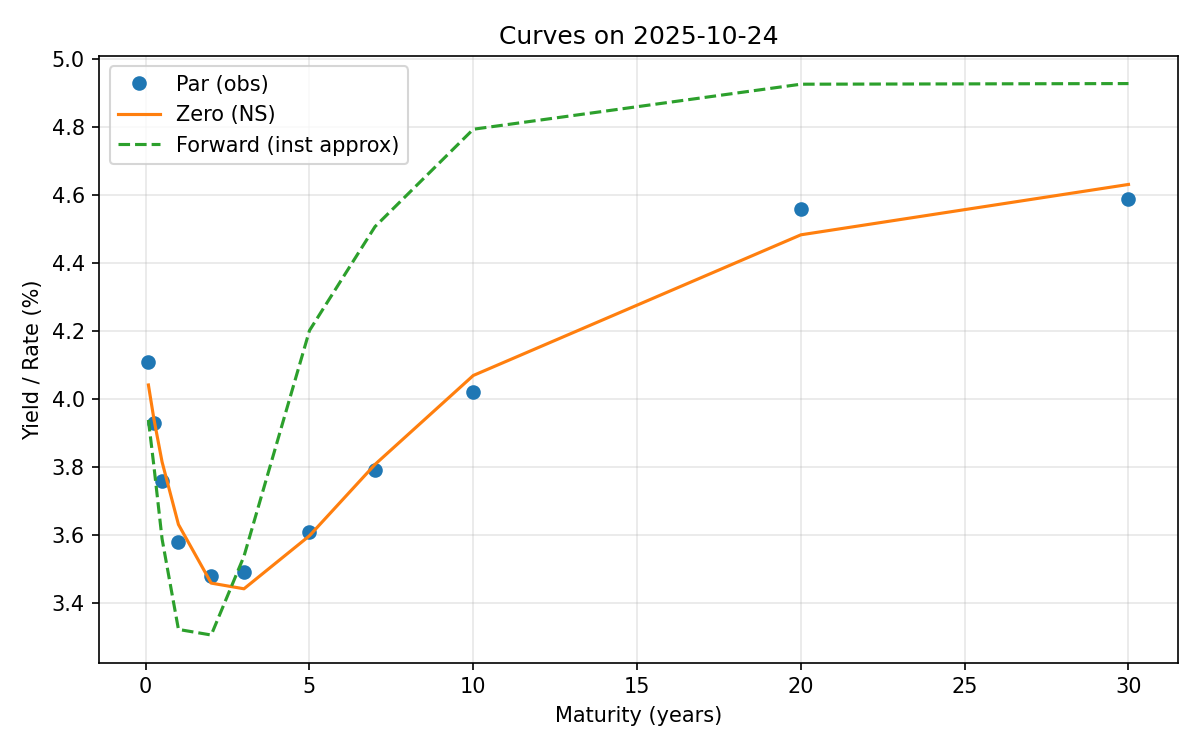 Curves on 2025-10-24
Par (obs)
Zero (NS)
Forward (inst approx)
Yield / Rate (%)
5.0
4.8
4.6
4.4
4.2
4.0
3.8
3.6
3.4
0 5 10 15 20 25 30
Maturity (years)